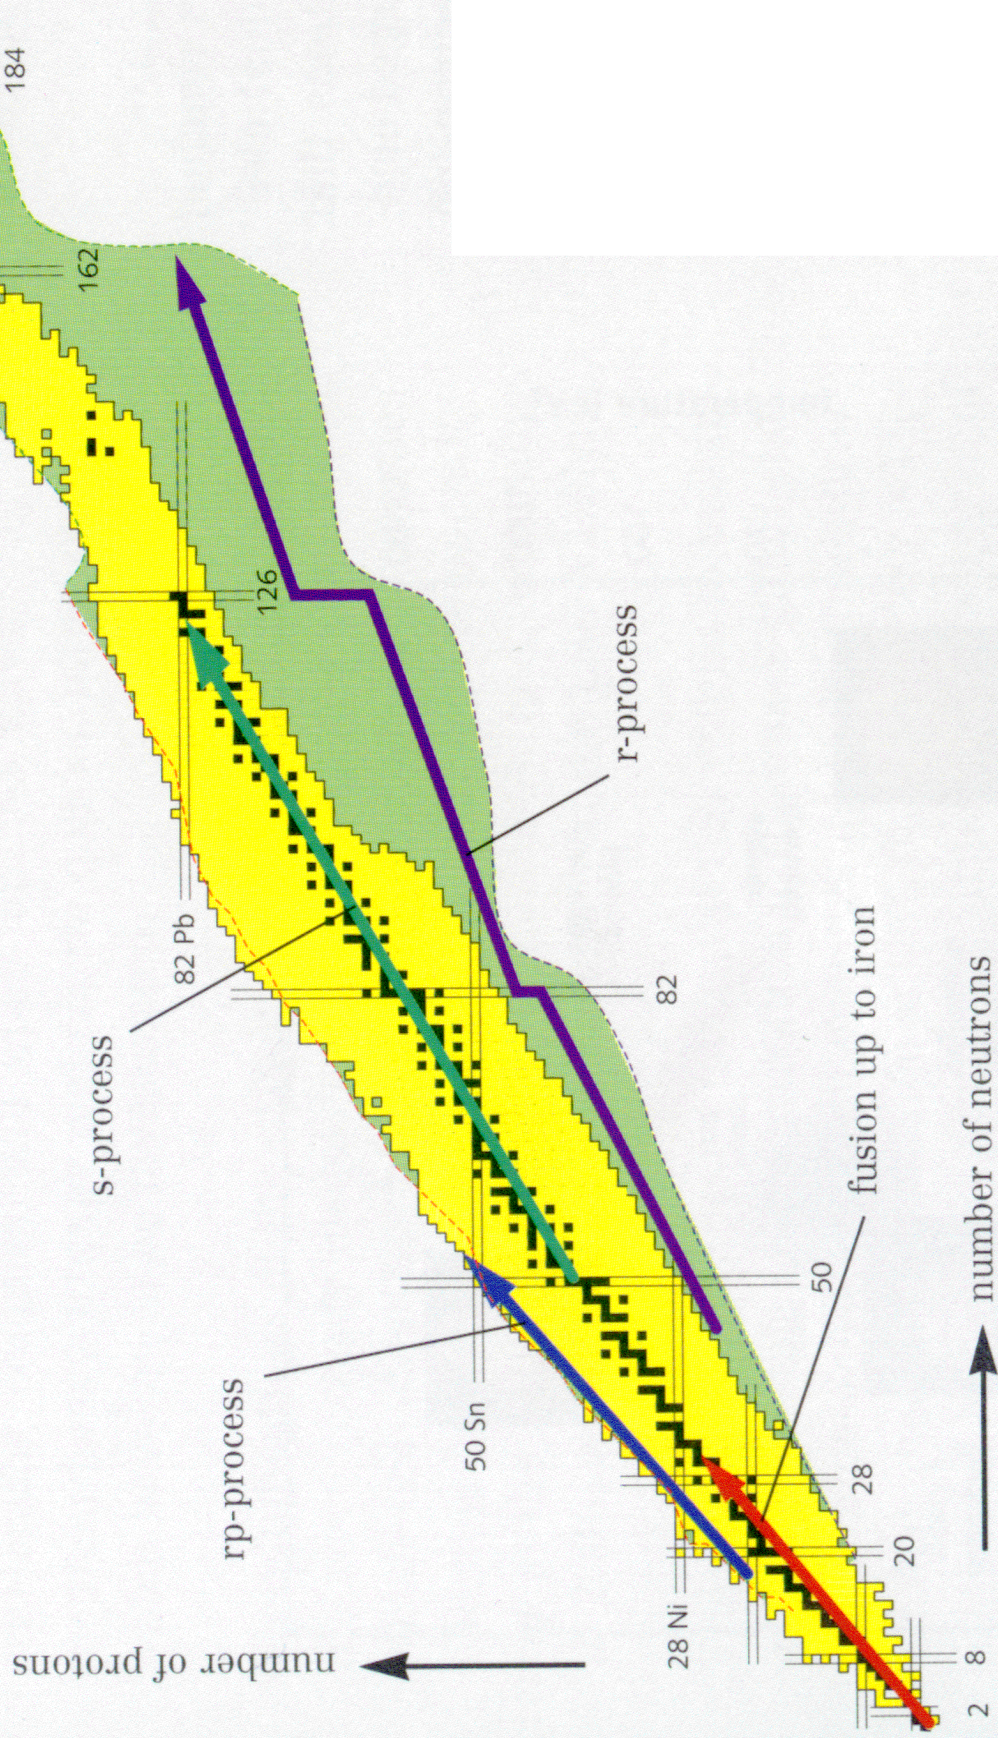 184
162
126
82 Pb
s-process
r-process
82
fusion up to iron
number of neutrons
rp-process
50 Sn
50
28
20
28 Ni
8
2
number of protons